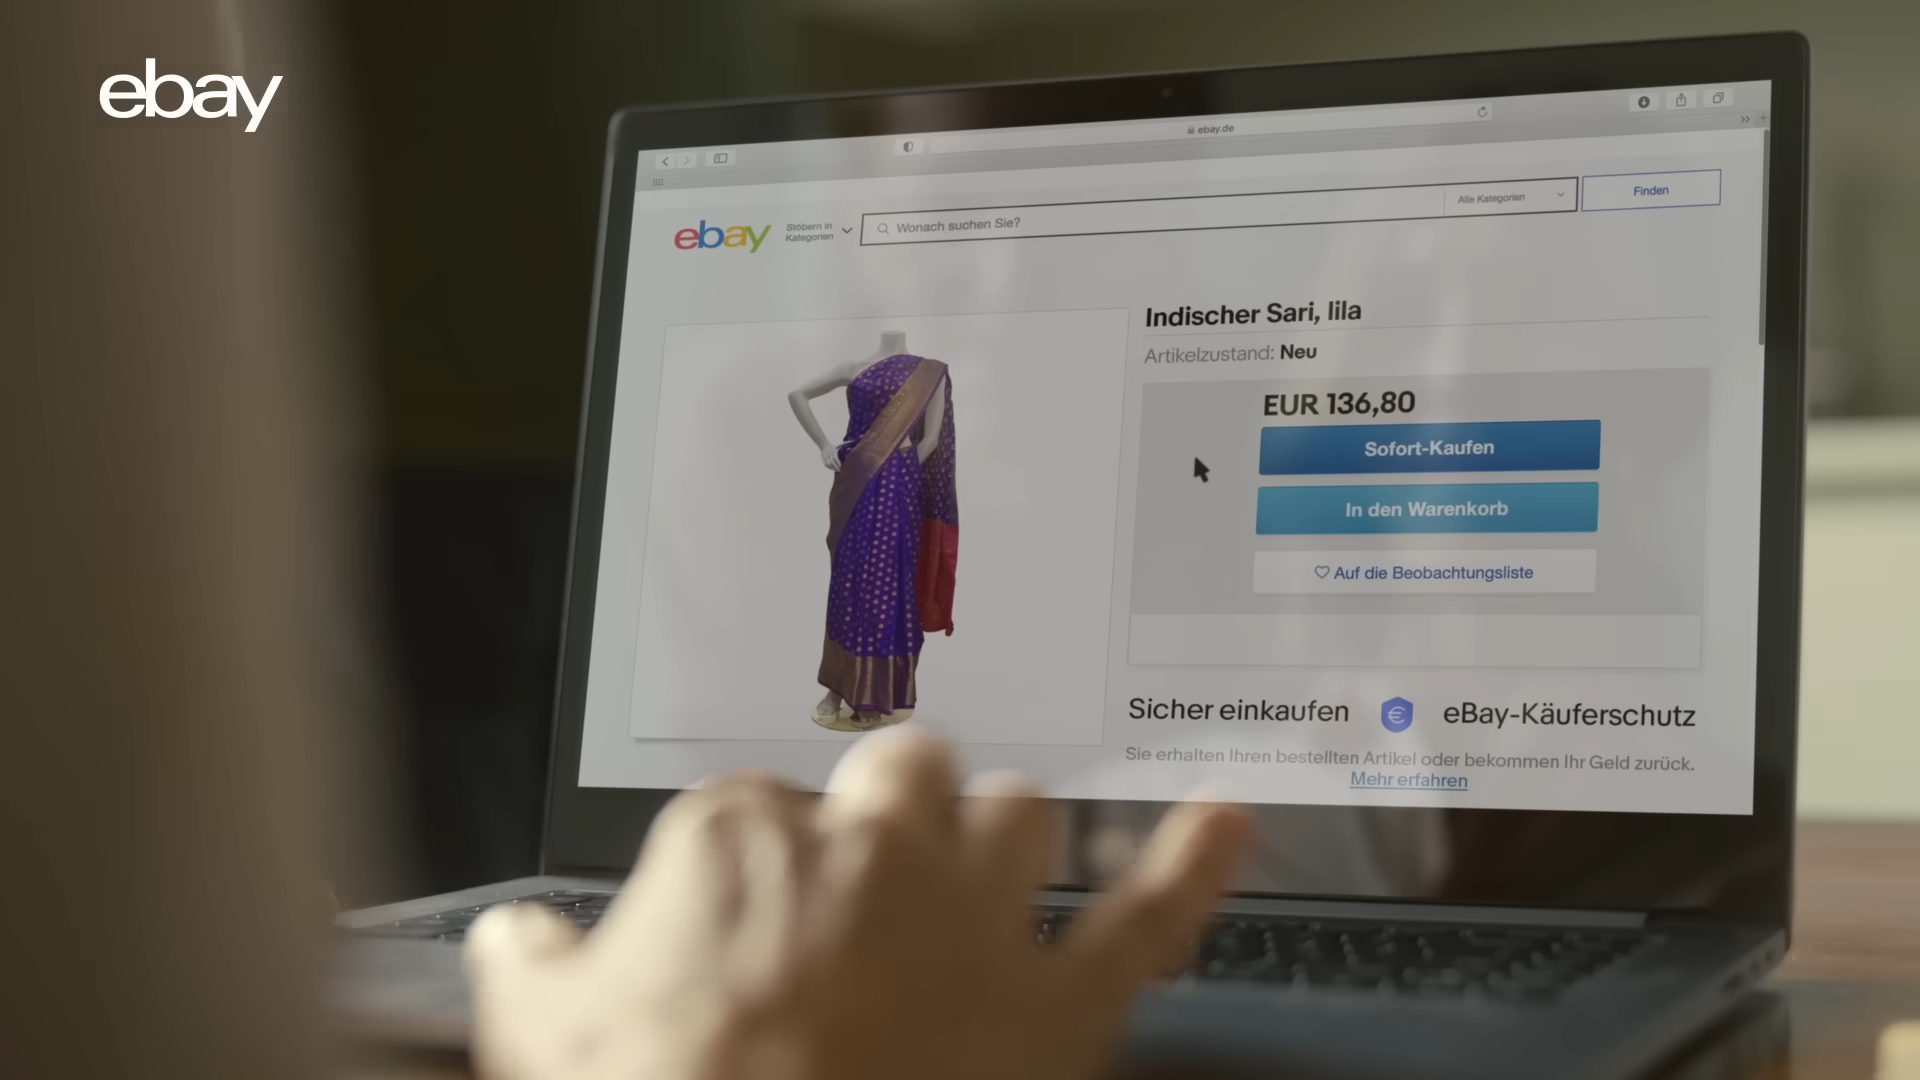 ebay
ebay.de
ebay
Stöbern in
Kategorien
Wonach suchen Sie?
Alle Kategorien
Finden
Indischer Sari, lila
Artikelzustand: Neu
EUR 136,80
Sofort-Kaufen
In den Warenkorb
Auf die Beobachtungsliste
Sicher einkaufen
€
eBay-Käuferschutz
Sie erhalten Ihren bestellten Artikel oder bekommen Ihr Geld zurück.
Mehr erfahren